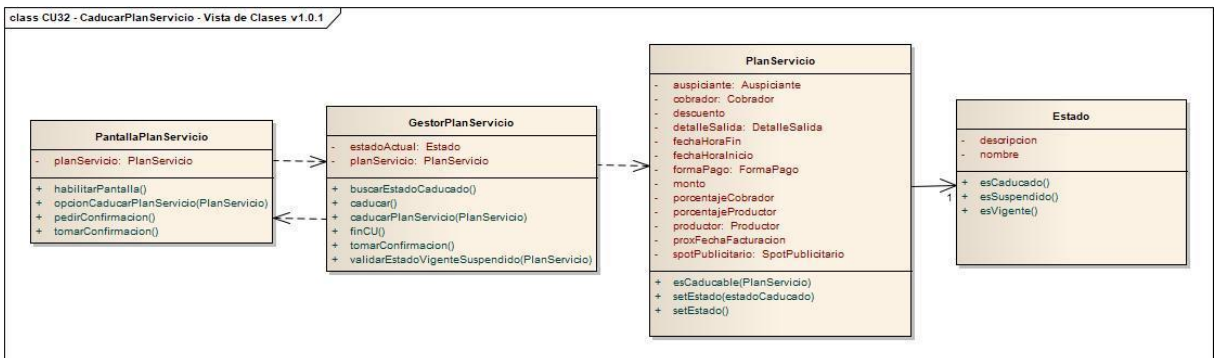 class CU32 - CaducarPlanServicio - Vista de Clases v1.0.1
PantallaPlanServicio
- planServicio: PlanServicio
+ habilitarPantalla()
+ opcionCaducarPlanServicio(PlanServicio)
+ pedirConfirmacion()
+ tomarConfirmacion()
GestorPlanServicio
- estadoActual: Estado
- planServicio: PlanServicio
+ buscarEstadoCaducado()
+ caducar()
+ caducarPlanServicio(PlanServicio)
+ finCU()
+ tomarConfirmacion()
+ validarEstadoVigenteSuspendido(PlanServicio)
PlanServicio
- auspiciante: Auspiciante
- cobrador: Cobrador
- descuento
- detalleSalida: DetalleSalida
- fechaHoraFin
- fechaHoraInicio
- formaPago: FormaPago
- monto
- porcentajeCobrador
- porcentajeProductor
- productor: Productor
- proxFechaFacturacion
- spotPublicitario: SpotPublicitario
+ esCaducable(PlanServicio)
+ setEstado(estadoCaducado)
+ setEstado()
1
Estado
- descripcion
- nombre
+ esCaducado()
+ esSuspendido()
+ esVigente()